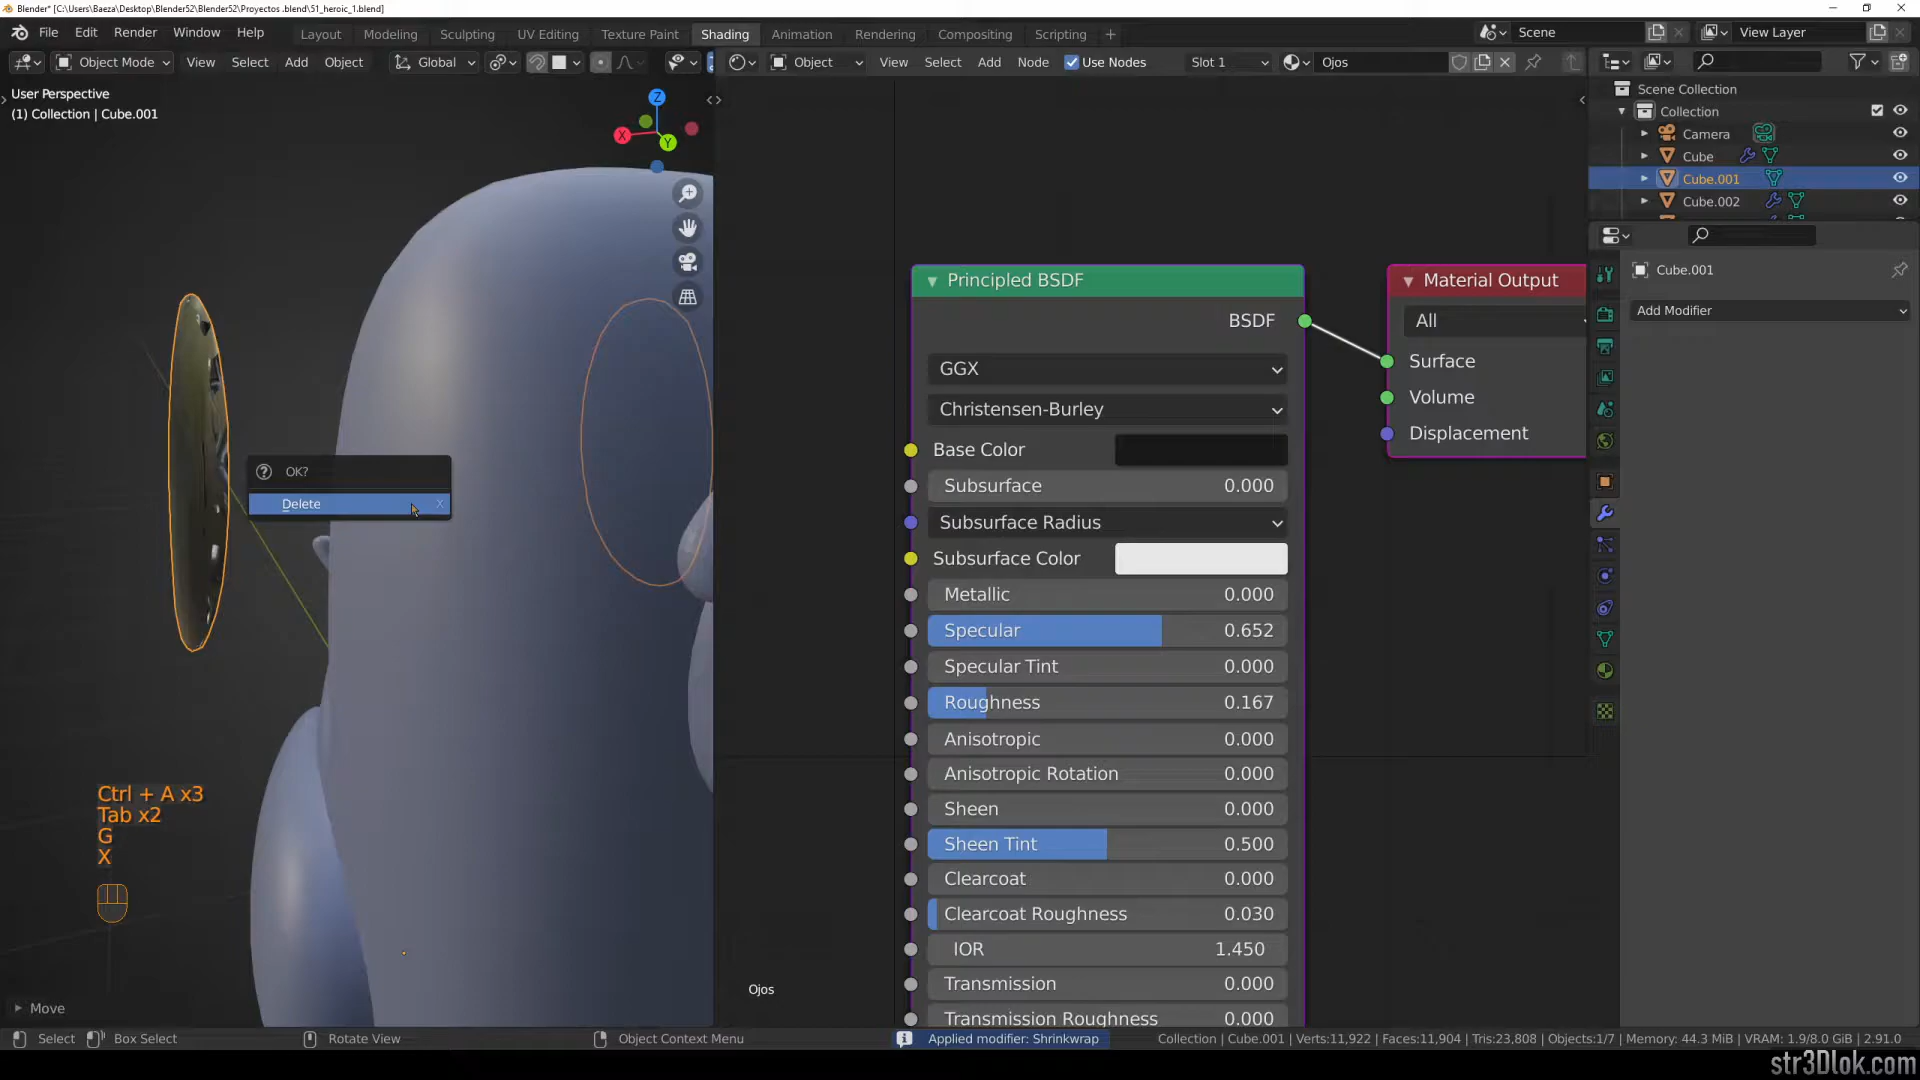 Blender* [C:\Users\Baeza\Desktop\Blender52\Blender52\Proyectos .blend\51_heroic_1.blend]
File Edit Render Window Help Layout Modeling Sculpting UV Editing Texture Paint Shading Animation Rendering Compositing Scripting + Scene View Layer
Object Mode View Select Add Object Global Object View Select Add Node Use Nodes Slot 1 Ojos
User Perspective
(1) Collection | Cube.001
Z
X
Y
Scene Collection
Collection
Camera
Cube
Cube.001
Cube.002
Cube.001
Add Modifier
Principled BSDF
BSDF
GGX
Christensen-Burley
Base Color
Subsurface 0.000
Subsurface Radius
Subsurface Color
Metallic 0.000
Specular 0.652
Specular Tint 0.000
Roughness 0.167
Anisotropic 0.000
Anisotropic Rotation 0.000
Sheen 0.000
Sheen Tint 0.500
Clearcoat 0.000
Clearcoat Roughness 0.030
IOR 1.450
Transmission 0.000
Transmission Roughness 0.000
Material Output
All
Surface
Volume
Displacement
OK?
Delete X
Ctrl + A x3
Tab x2
G
X
Ojos
Move
Select Box Select Rotate View Object Context Menu Applied modifier: Shrinkwrap Collection | Cube.001 | Verts:11,922 | Faces:11,904 | Tris:23,808 | Objects:1/7 | Memory: 44.3 MiB | VRAM: 1.9/8.0 GiB | 2.91.0
str3Dlok.com